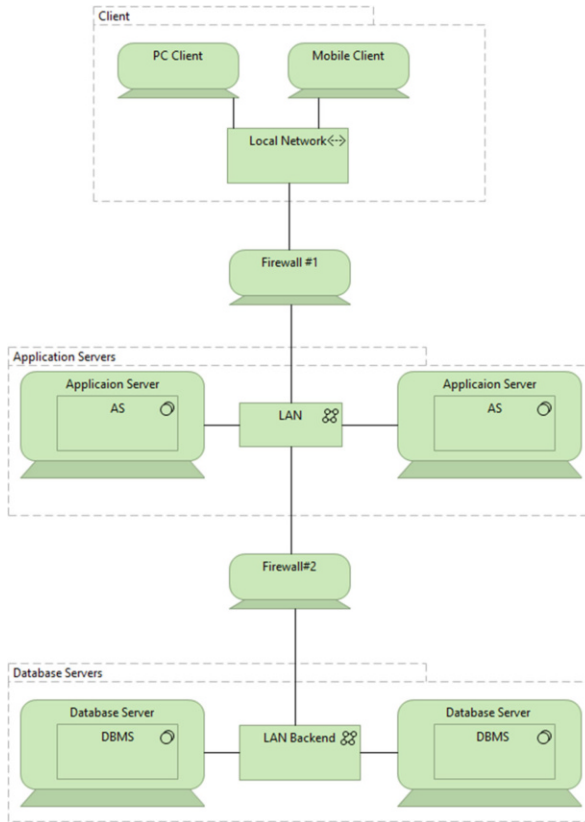 Client
PC Client
Mobile Client
Local Network
Firewall #1
Application Servers
Applicaion Server
AS
LAN
Applicaion Server
AS
Firewall#2
Database Servers
Database Server
DBMS
LAN Backend
Database Server
DBMS